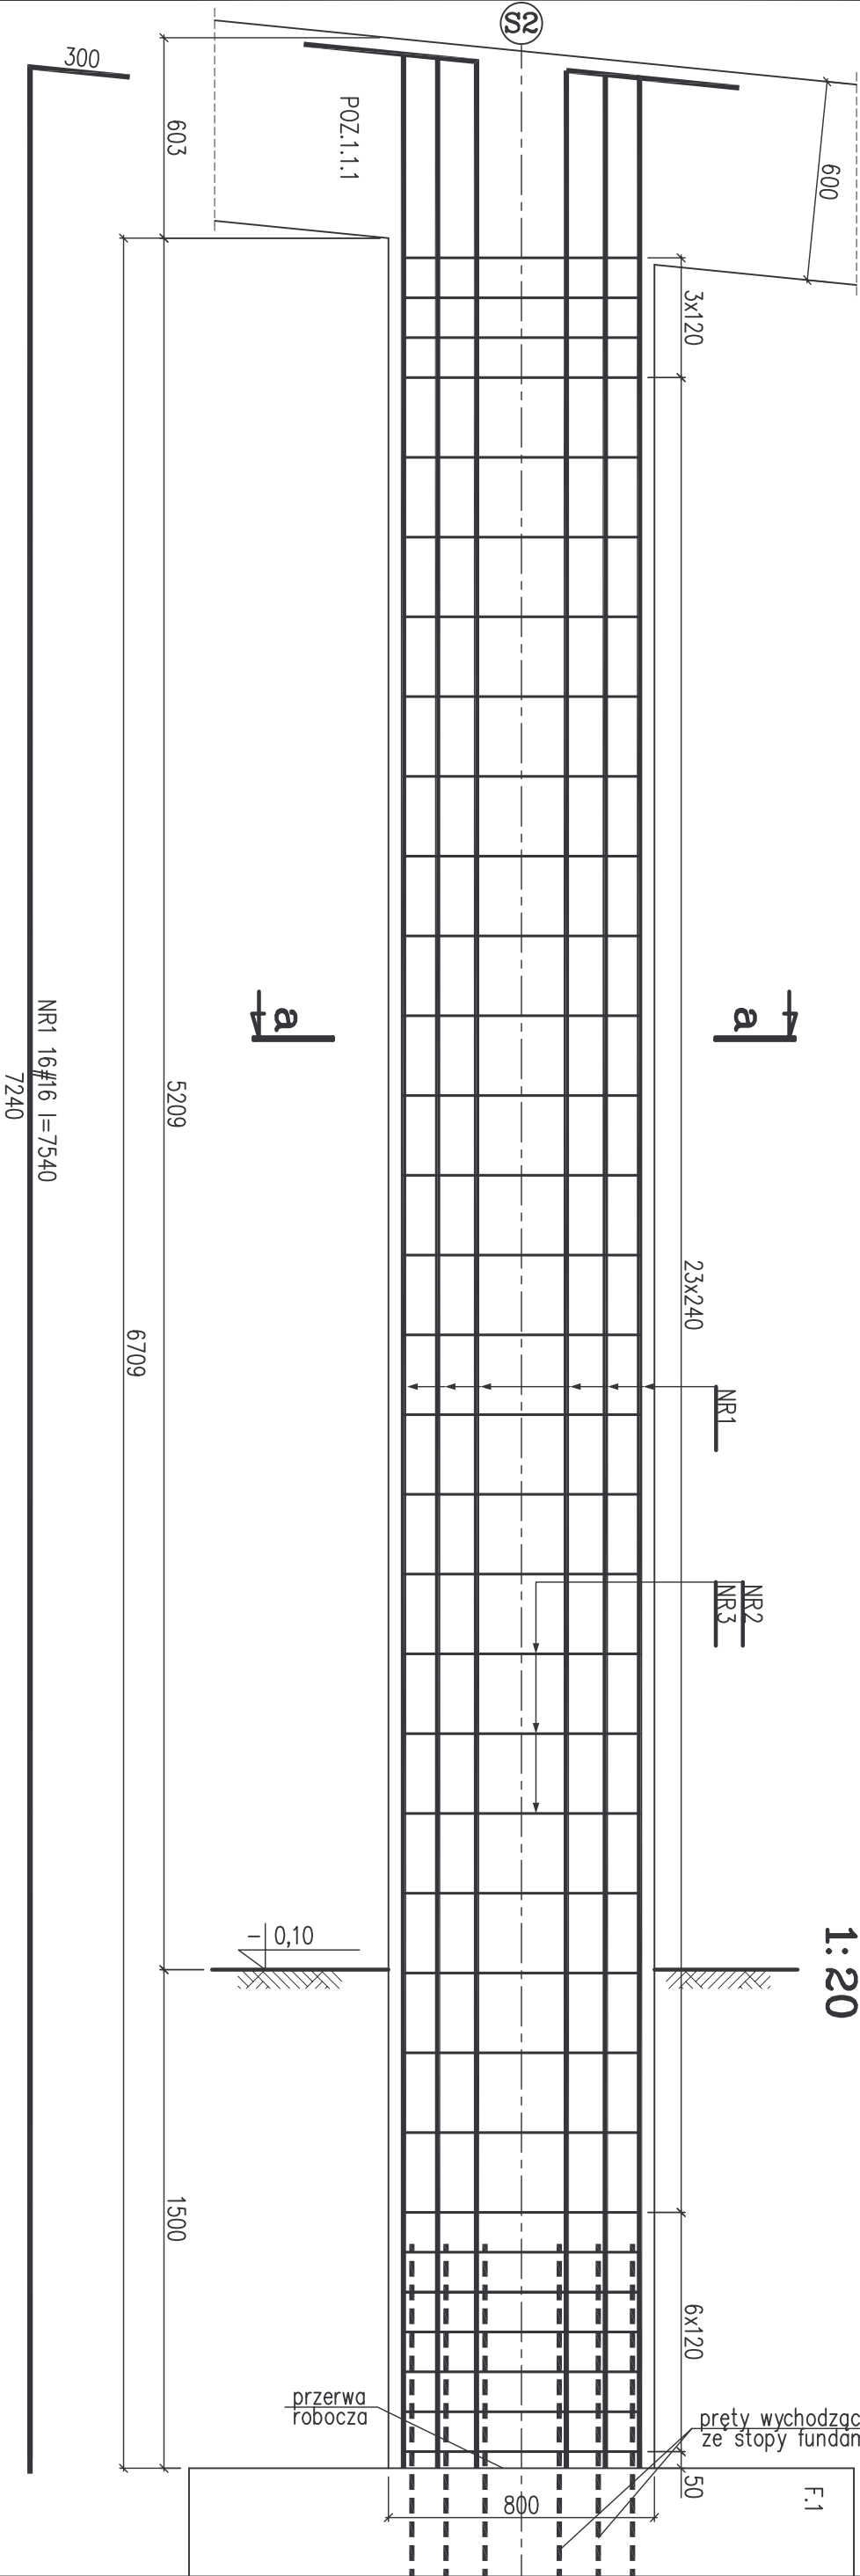 S2
300
603
POZ.1.1.1
600
3x120
a
a
NR1 16#16 l=7540
7240
5209
6709
23x240
NR1
NR2
NR3
1:20
- 0,10
1500
6x120
przerwa
robocza
pręty wychodząc
ze stopy fundam
50
F.1
800